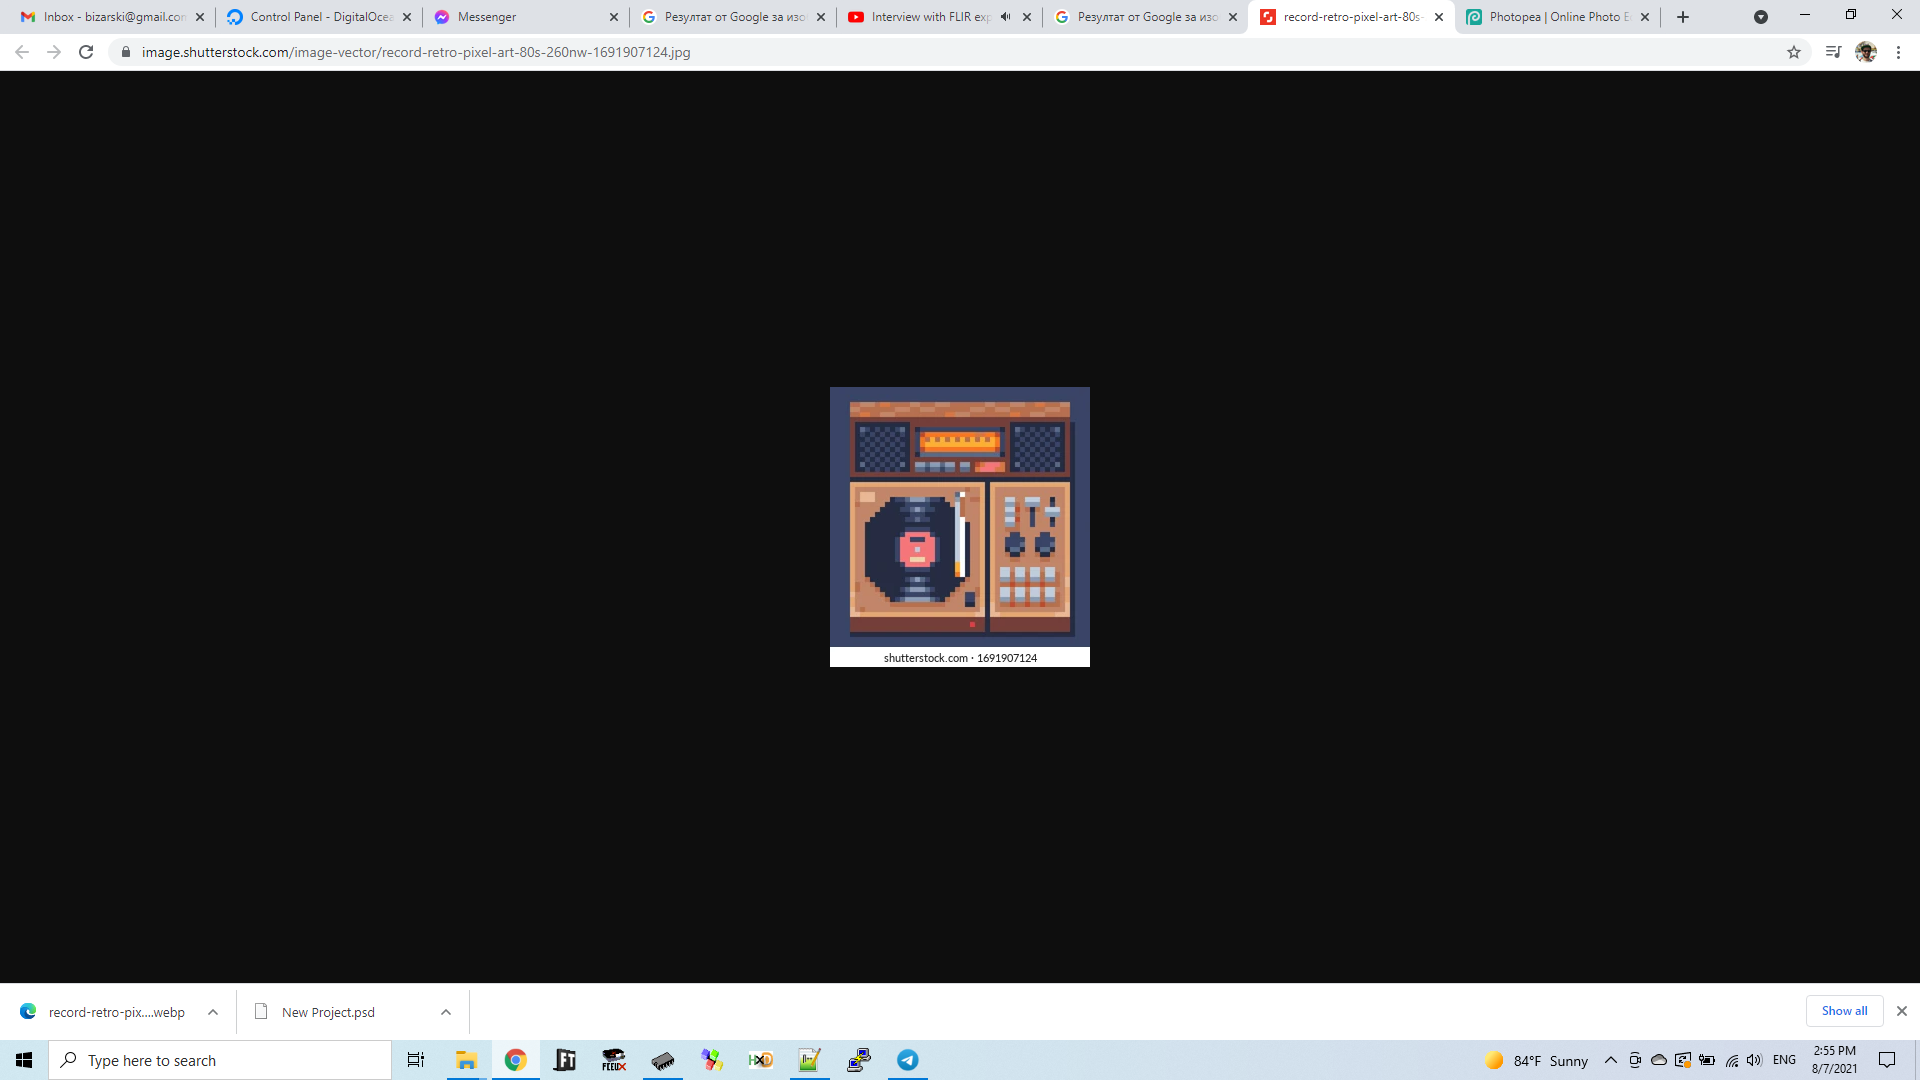 Inbox - bizarski@gmail.com
Control Panel - DigitalOcea
Messenger
Резултат от Google за изо
Interview with FLIR exp
Резултат от Google за изо
record-retro-pixel-art-80s-
Photopea | Online Photo E
image.shutterstock.com/image-vector/record-retro-pixel-art-80s-260nw-1691907124.jpg
shutterstock.com · 1691907124
record-retro-pix....webp
New Project.psd
Show all
Type here to search
FT
FCEUX
HXD
84°F Sunny
ENG
2:55 PM
8/7/2021